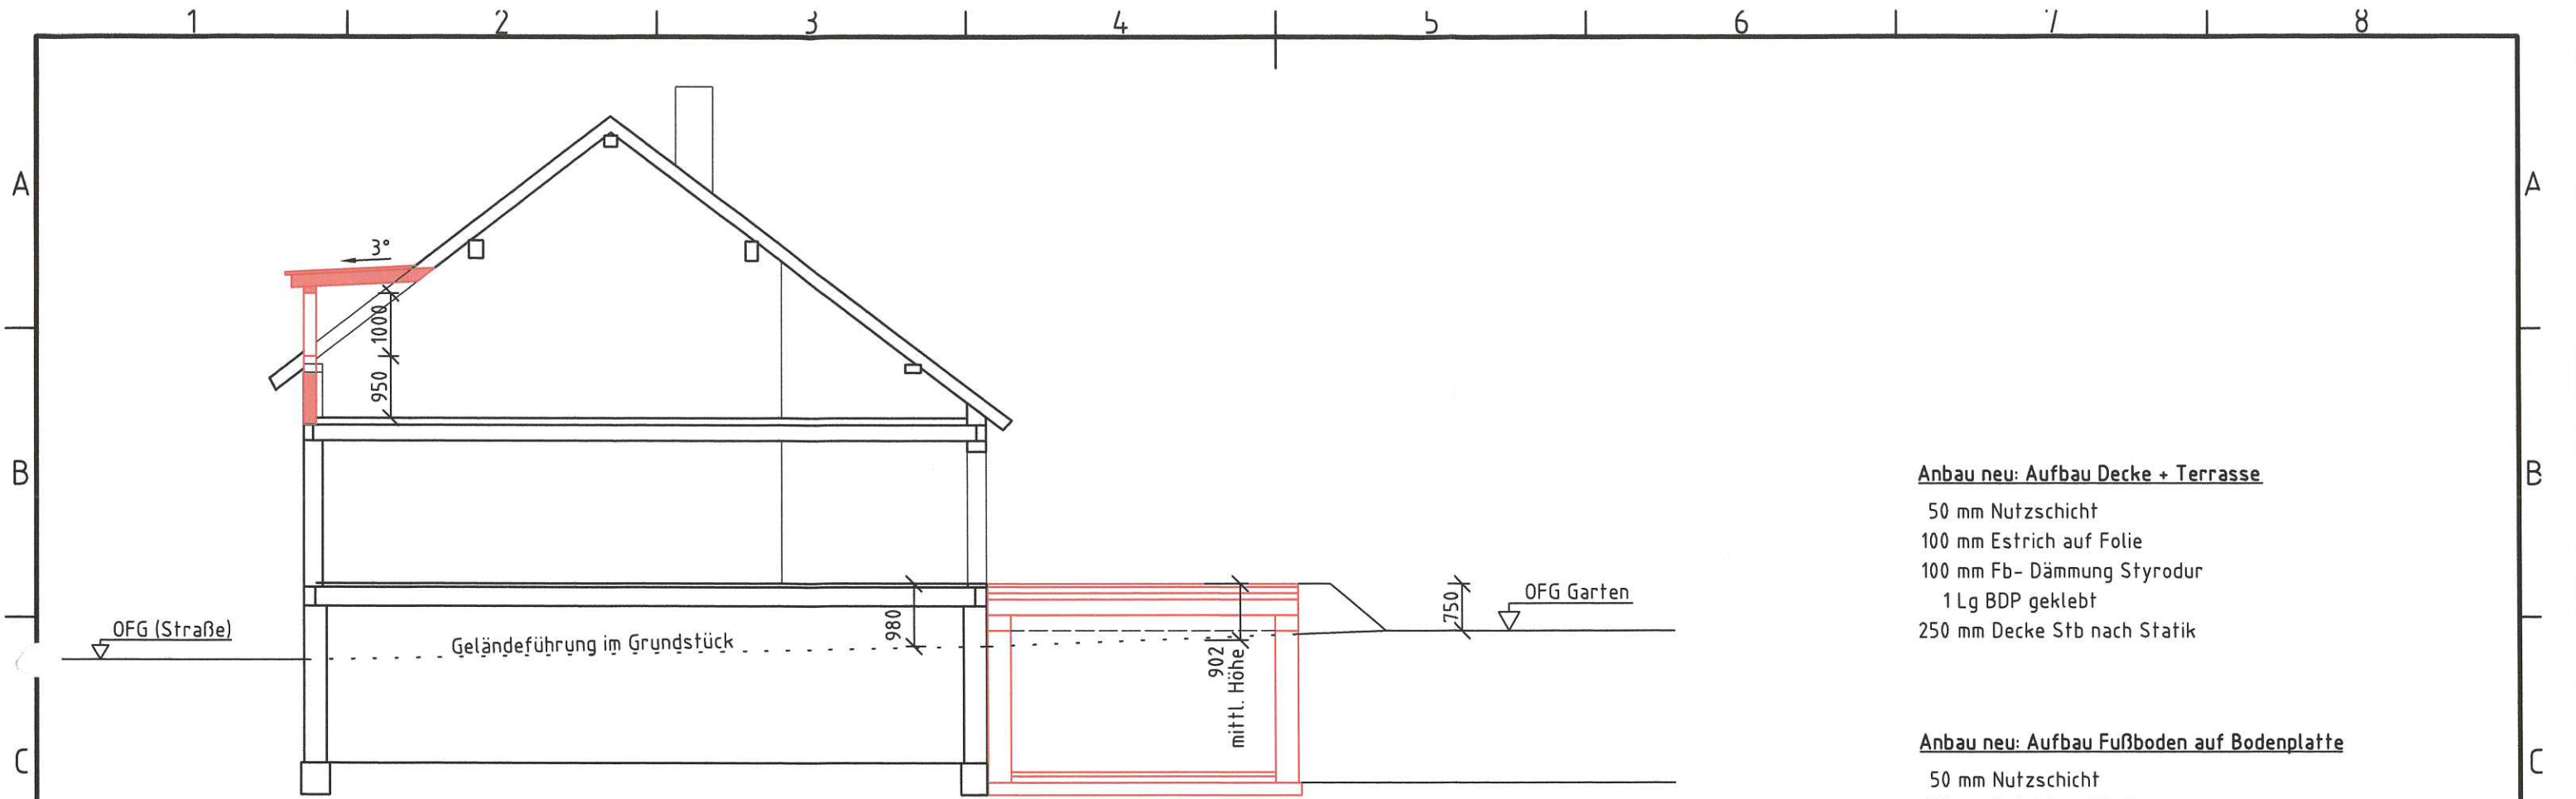 1 2 3 4 5 6 7 8
A A
3°
1000
950
B B
Anbau neu: Aufbau Decke + Terrasse
50 mm Nutzschicht
100 mm Estrich auf Folie
100 mm Fb- Dämmung Styrodur
1 Lg BDP geklebt
250 mm Decke Stb nach Statik
OFG (Straße)
Geländeführung im Grundstück
980
902
mittl. Höhe
750
OFG Garten
C C
Anbau neu: Aufbau Fußboden auf Bodenplatte
50 mm Nutzschicht